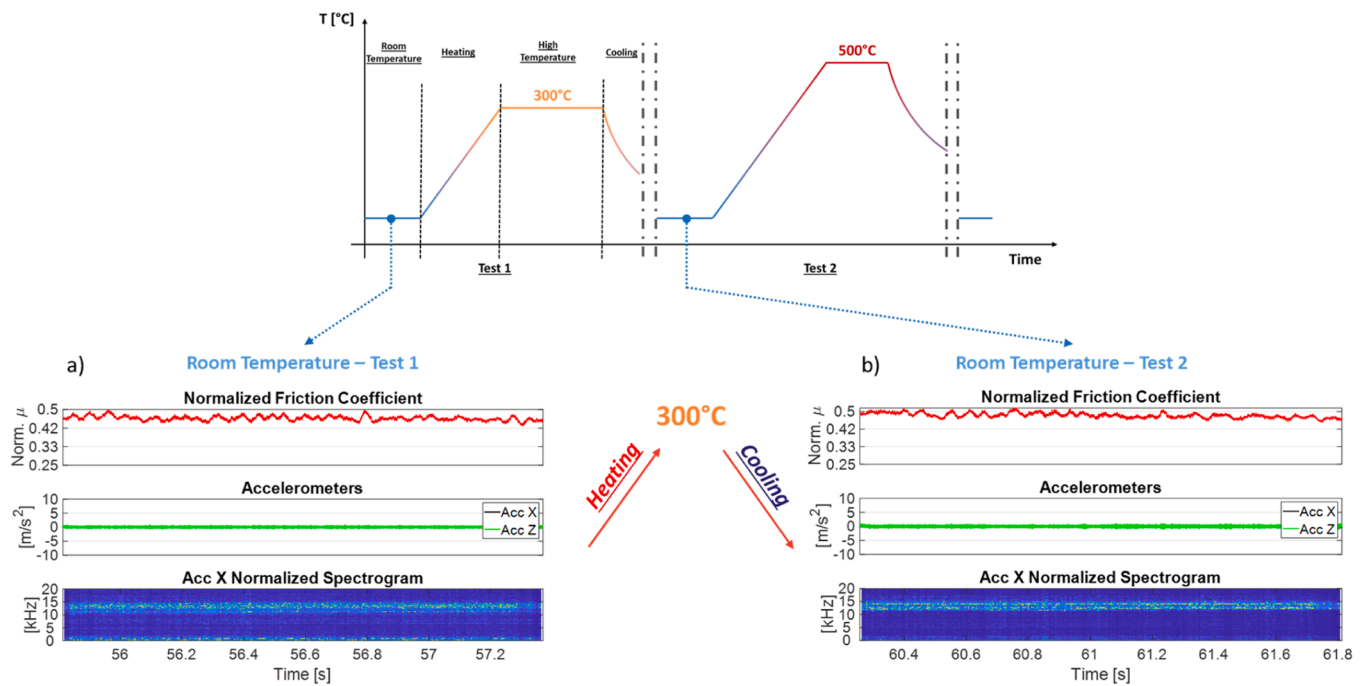 T [°C]
Room
Temperature
Heating
High
Temperature
Cooling
300°C
500°C
Time
Test 1
Test 2
a)
Room Temperature – Test 1
Normalized Friction Coefficient
Norm. μ
0.5
0.42
0.33
0.25
Accelerometers
[m/s²]
10
5
0
-5
-10
Acc X
Acc Z
Acc X Normalized Spectrogram
[kHz]
20
15
10
5
0
56
56.2
56.4
56.6
56.8
57
57.2
Time [s]
300°C
Heating
Cooling
b)
Room Temperature – Test 2
Normalized Friction Coefficient
Norm. μ
0.5
0.42
0.33
0.25
Accelerometers
[m/s²]
10
5
0
-5
-10
Acc X
Acc Z
Acc X Normalized Spectrogram
[kHz]
20
15
10
5
0
60.4
60.6
60.8
61
61.2
61.4
61.6
61.8
Time [s]